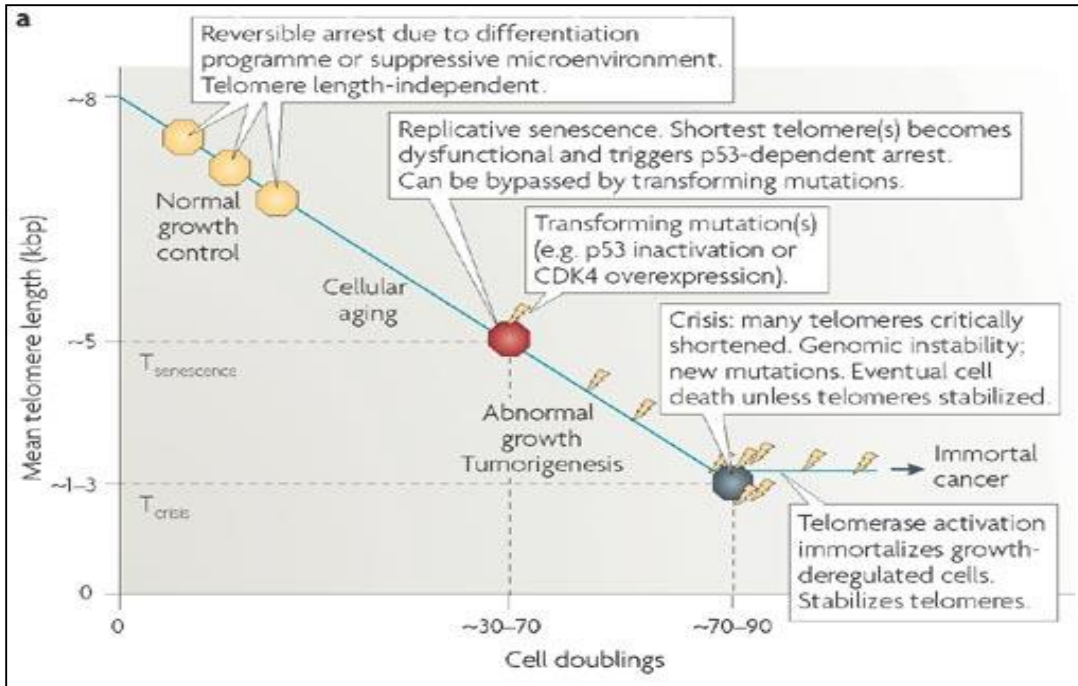 a
Reversible arrest due to differentiation
programme or suppressive microenvironment.
Telomere length-independent.
~8
Replicative senescence. Shortest telomere(s) becomes
dysfunctional and triggers p53-dependent arrest.
Can be bypassed by transforming mutations.
Normal
growth
control
Transforming mutation(s)
(e.g. p53 inactivation or
CDK4 overexpression).
Cellular
aging
Crisis: many telomeres critically
shortened. Genomic instability;
new mutations. Eventual cell
death unless telomeres stabilized.
~5
Tsenescence
Abnormal
growth
Tumorigenesis
Immortal
cancer
~1–3
Tcrisis
Telomerase activation
immortalizes growth-
deregulated cells.
Stabilizes telomeres.
Mean telomere length (kbp)
0
0
~30–70
~70–90
Cell doublings